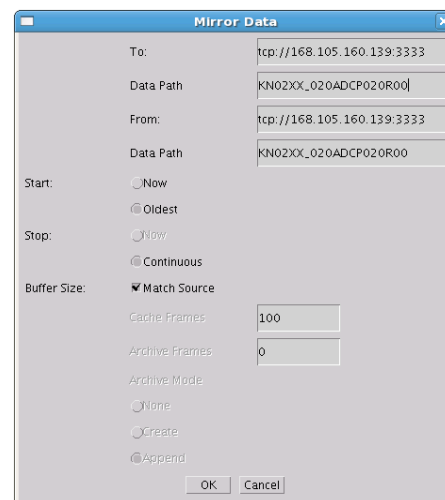 Mirror Data
To: tcp://168.105.160.139:3333
Data Path KN02XX_020ADCP020R00
From: tcp://168.105.160.139:3333
Data Path KN02XX_020ADCP020R00
Start: Now
Oldest
Stop: Now
Continuous
Buffer Size: Match Source
Cache Frames 100
Archive Frames 0
Archive Mode
None
Create
Append
OK Cancel